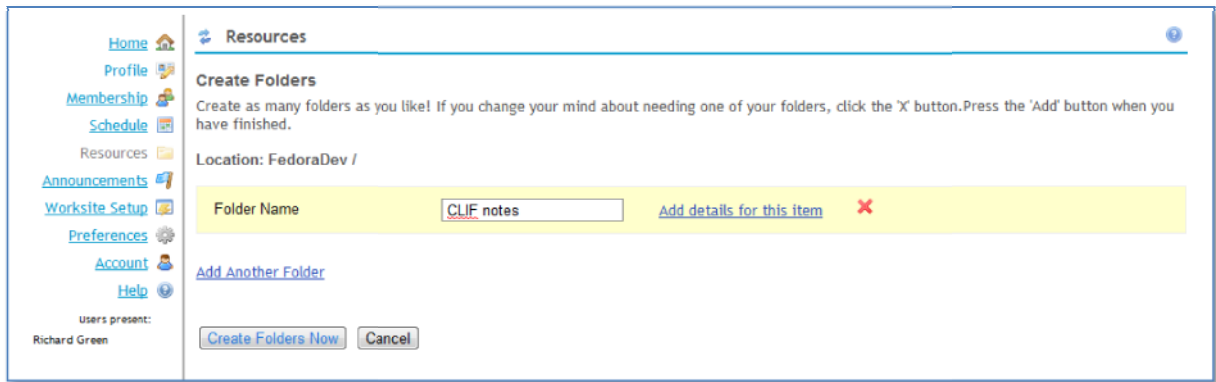 Home
Profile
Membership
Schedule
Resources
Announcements
Worksite Setup
Preferences
Account
Help
Users present:
Richard Green
Resources
Create Folders
Create as many folders as you like! If you change your mind about needing one of your folders, click the 'X' button.Press the 'Add' button when you
have finished.
Location: FedoraDev /
Folder Name CLIF notes Add details for this item
Add Another Folder
Create Folders Now Cancel